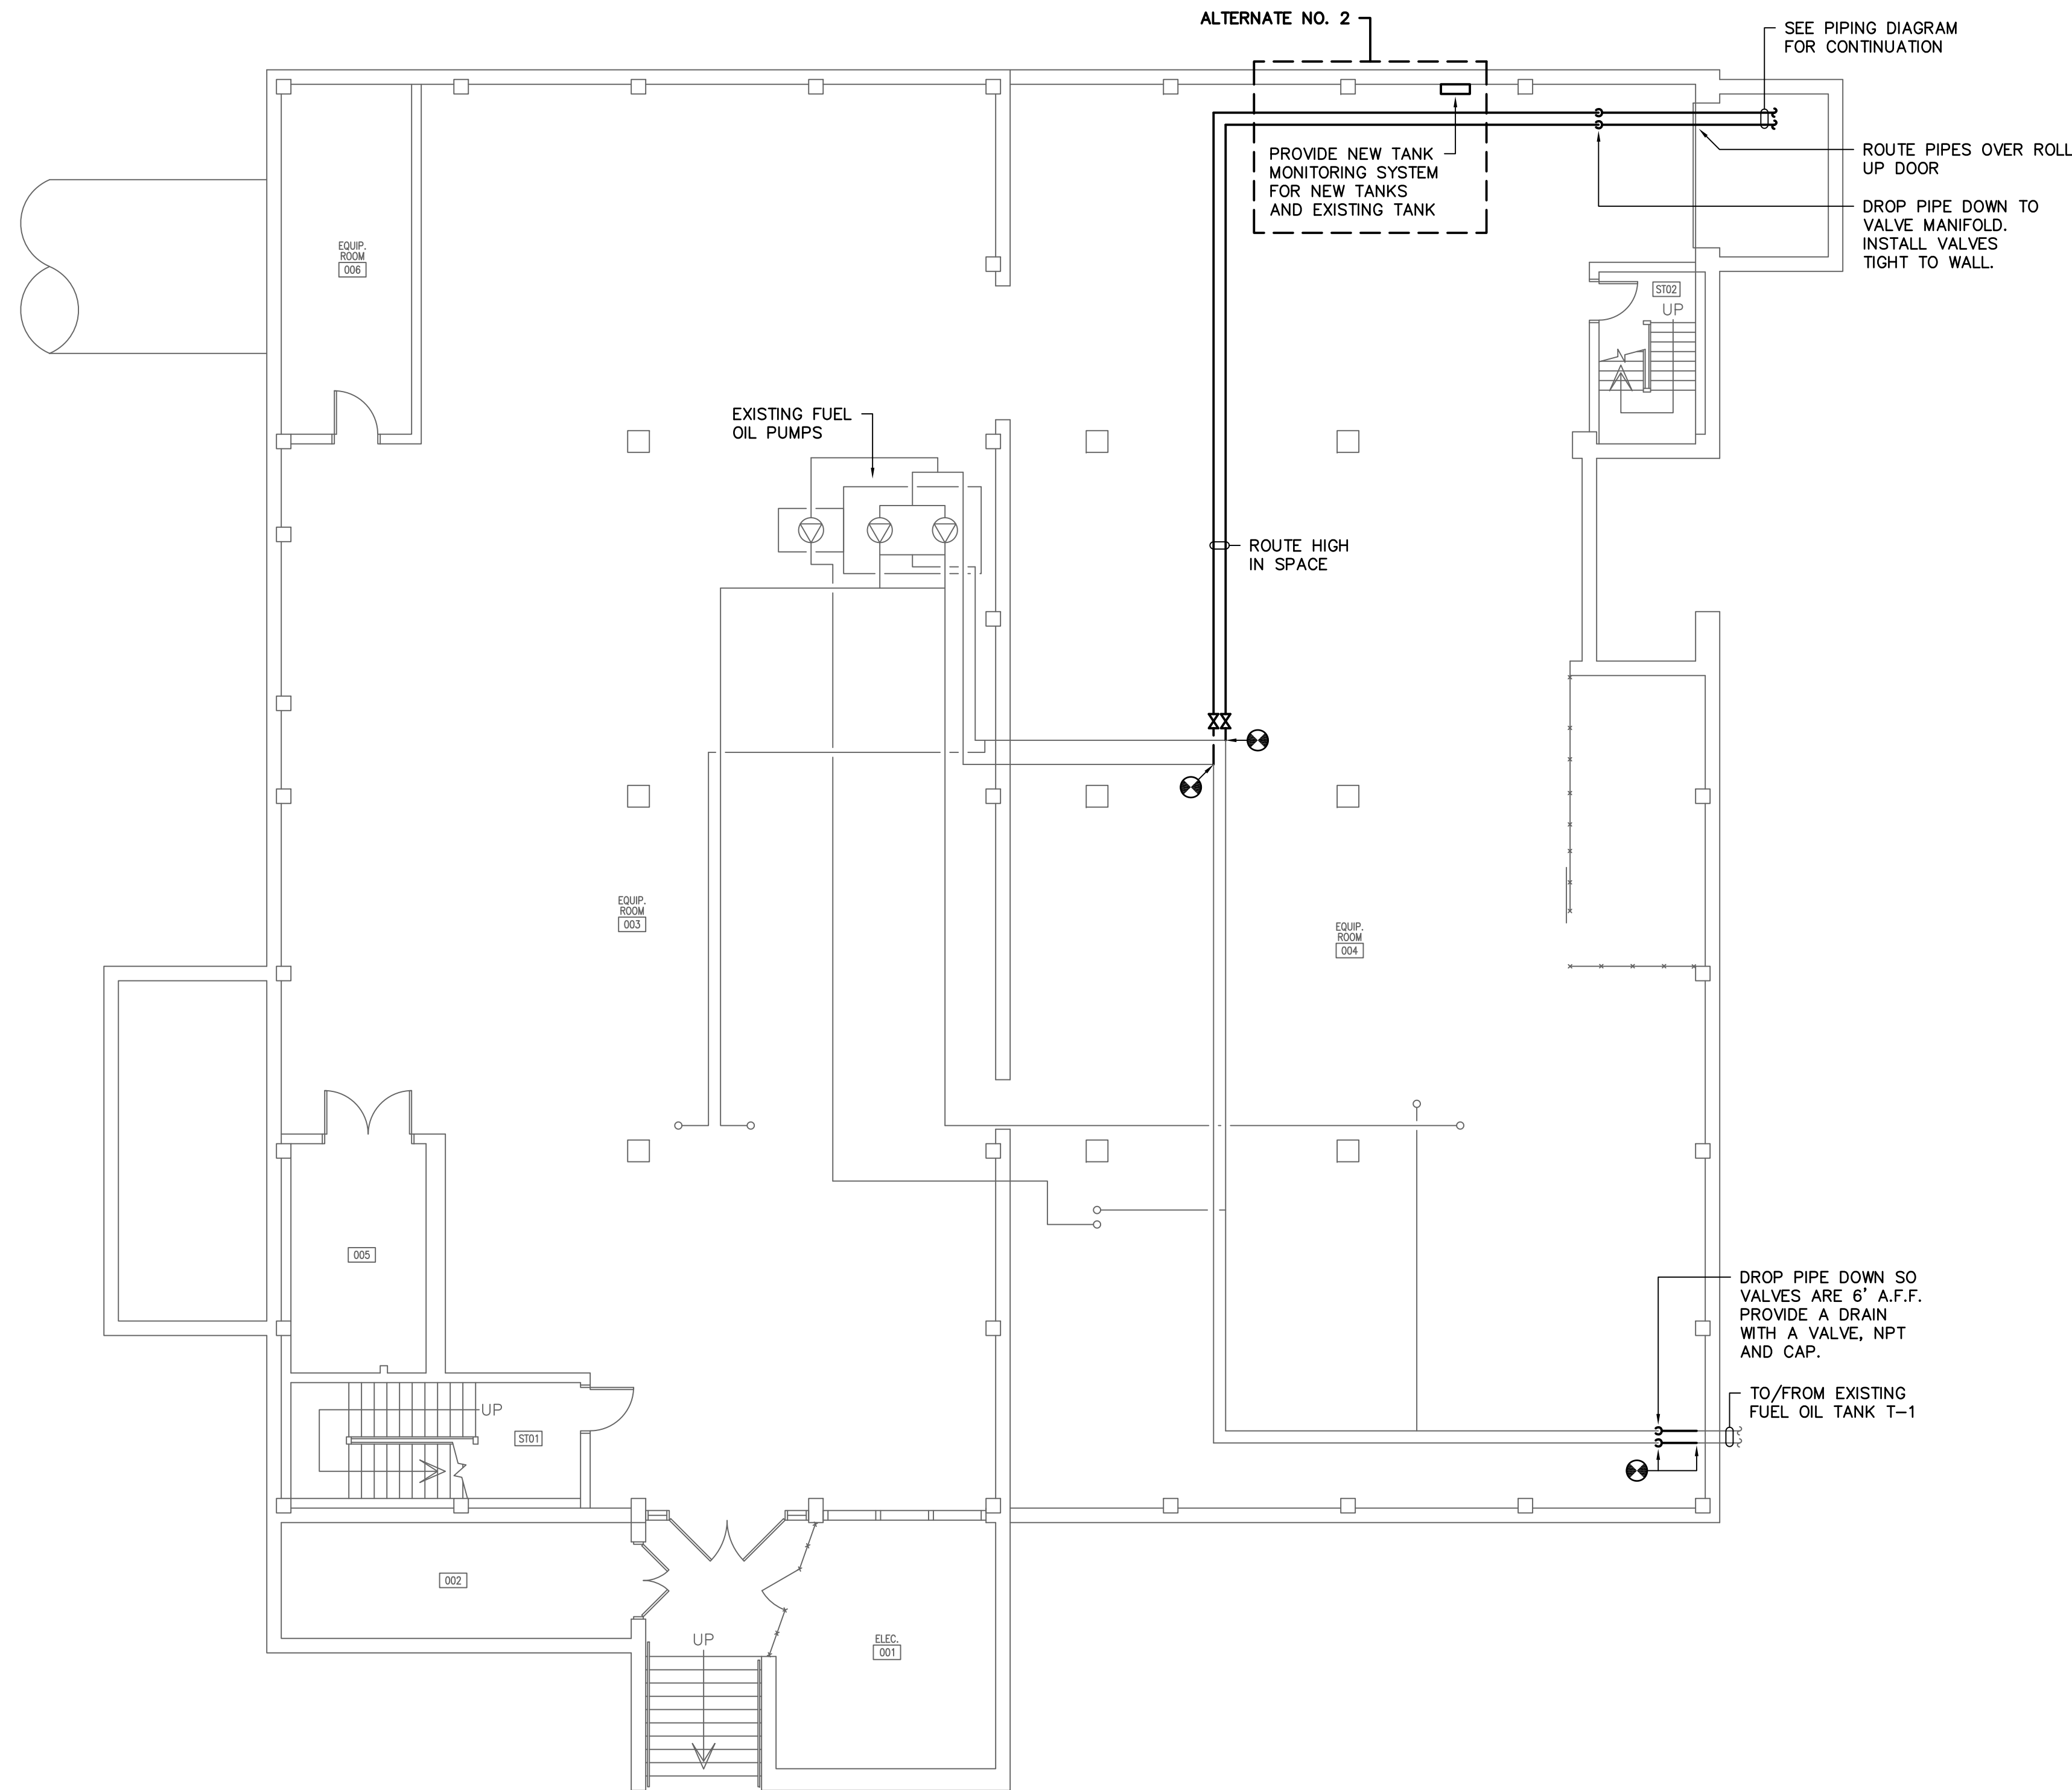 ALTERNATE NO. 2
SEE PIPING DIAGRAM
FOR CONTINUATION
PROVIDE NEW TANK
MONITORING SYSTEM
FOR NEW TANKS
AND EXISTING TANK
ROUTE PIPES OVER ROLL
UP DOOR
DROP PIPE DOWN TO
VALVE MANIFOLD.
INSTALL VALVES
TIGHT TO WALL.
EQUIP.
ROOM
006
ST02
UP
EXISTING FUEL
OIL PUMPS
ROUTE HIGH
IN SPACE
EQUIP.
ROOM
003
EQUIP.
ROOM
004
005
DROP PIPE DOWN SO
VALVES ARE 6' A.F.F.
PROVIDE A DRAIN
WITH A VALVE, NPT
AND CAP.
TO/FROM EXISTING
FUEL OIL TANK T-1
UP
ST01
002
UP
ELEC.
001